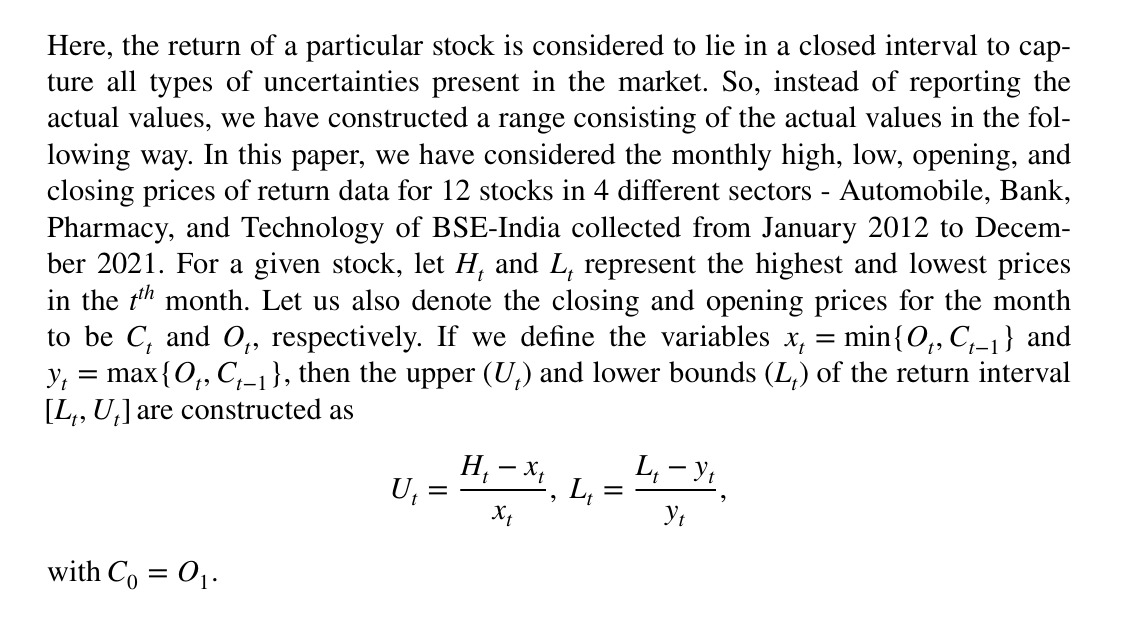 Here, the return of a particular stock is considered to lie in a closed interval to cap-
ture all types of uncertainties present in the market. So, instead of reporting the
actual values, we have constructed a range consisting of the actual values in the fol-
lowing way. In this paper, we have considered the monthly high, low, opening, and
closing prices of return data for 12 stocks in 4 different sectors - Automobile, Bank,
Pharmacy, and Technology of BSE-India collected from January 2012 to Decem-
ber 2021. For a given stock, let H_t and L_t represent the highest and lowest prices
in the t^{th} month. Let us also denote the closing and opening prices for the month
to be C_t and O_t, respectively. If we define the variables x_t = min{O_t, C_{t−1}} and
y_t = max{O_t, C_{t−1}}, then the upper (U_t) and lower bounds (L_t) of the return interval
[L_t, U_t] are constructed as
U_t = \frac{H_t − x_t}{x_t}, L_t = \frac{L_t − y_t}{y_t},
with C_0 = O_1.